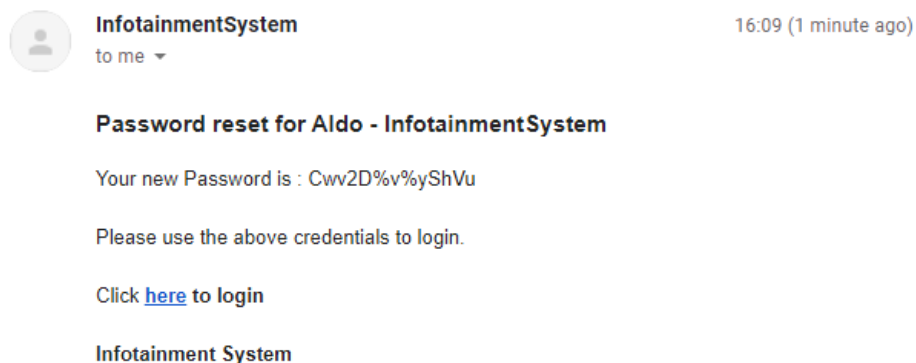 InfotainmentSystem 16:09 (1 minute ago)
to me
Password reset for Aldo - InfotainmentSystem
Your new Password is : Cwv2D%v%yShVu
Please use the above credentials to login.
Click here to login
Infotainment System